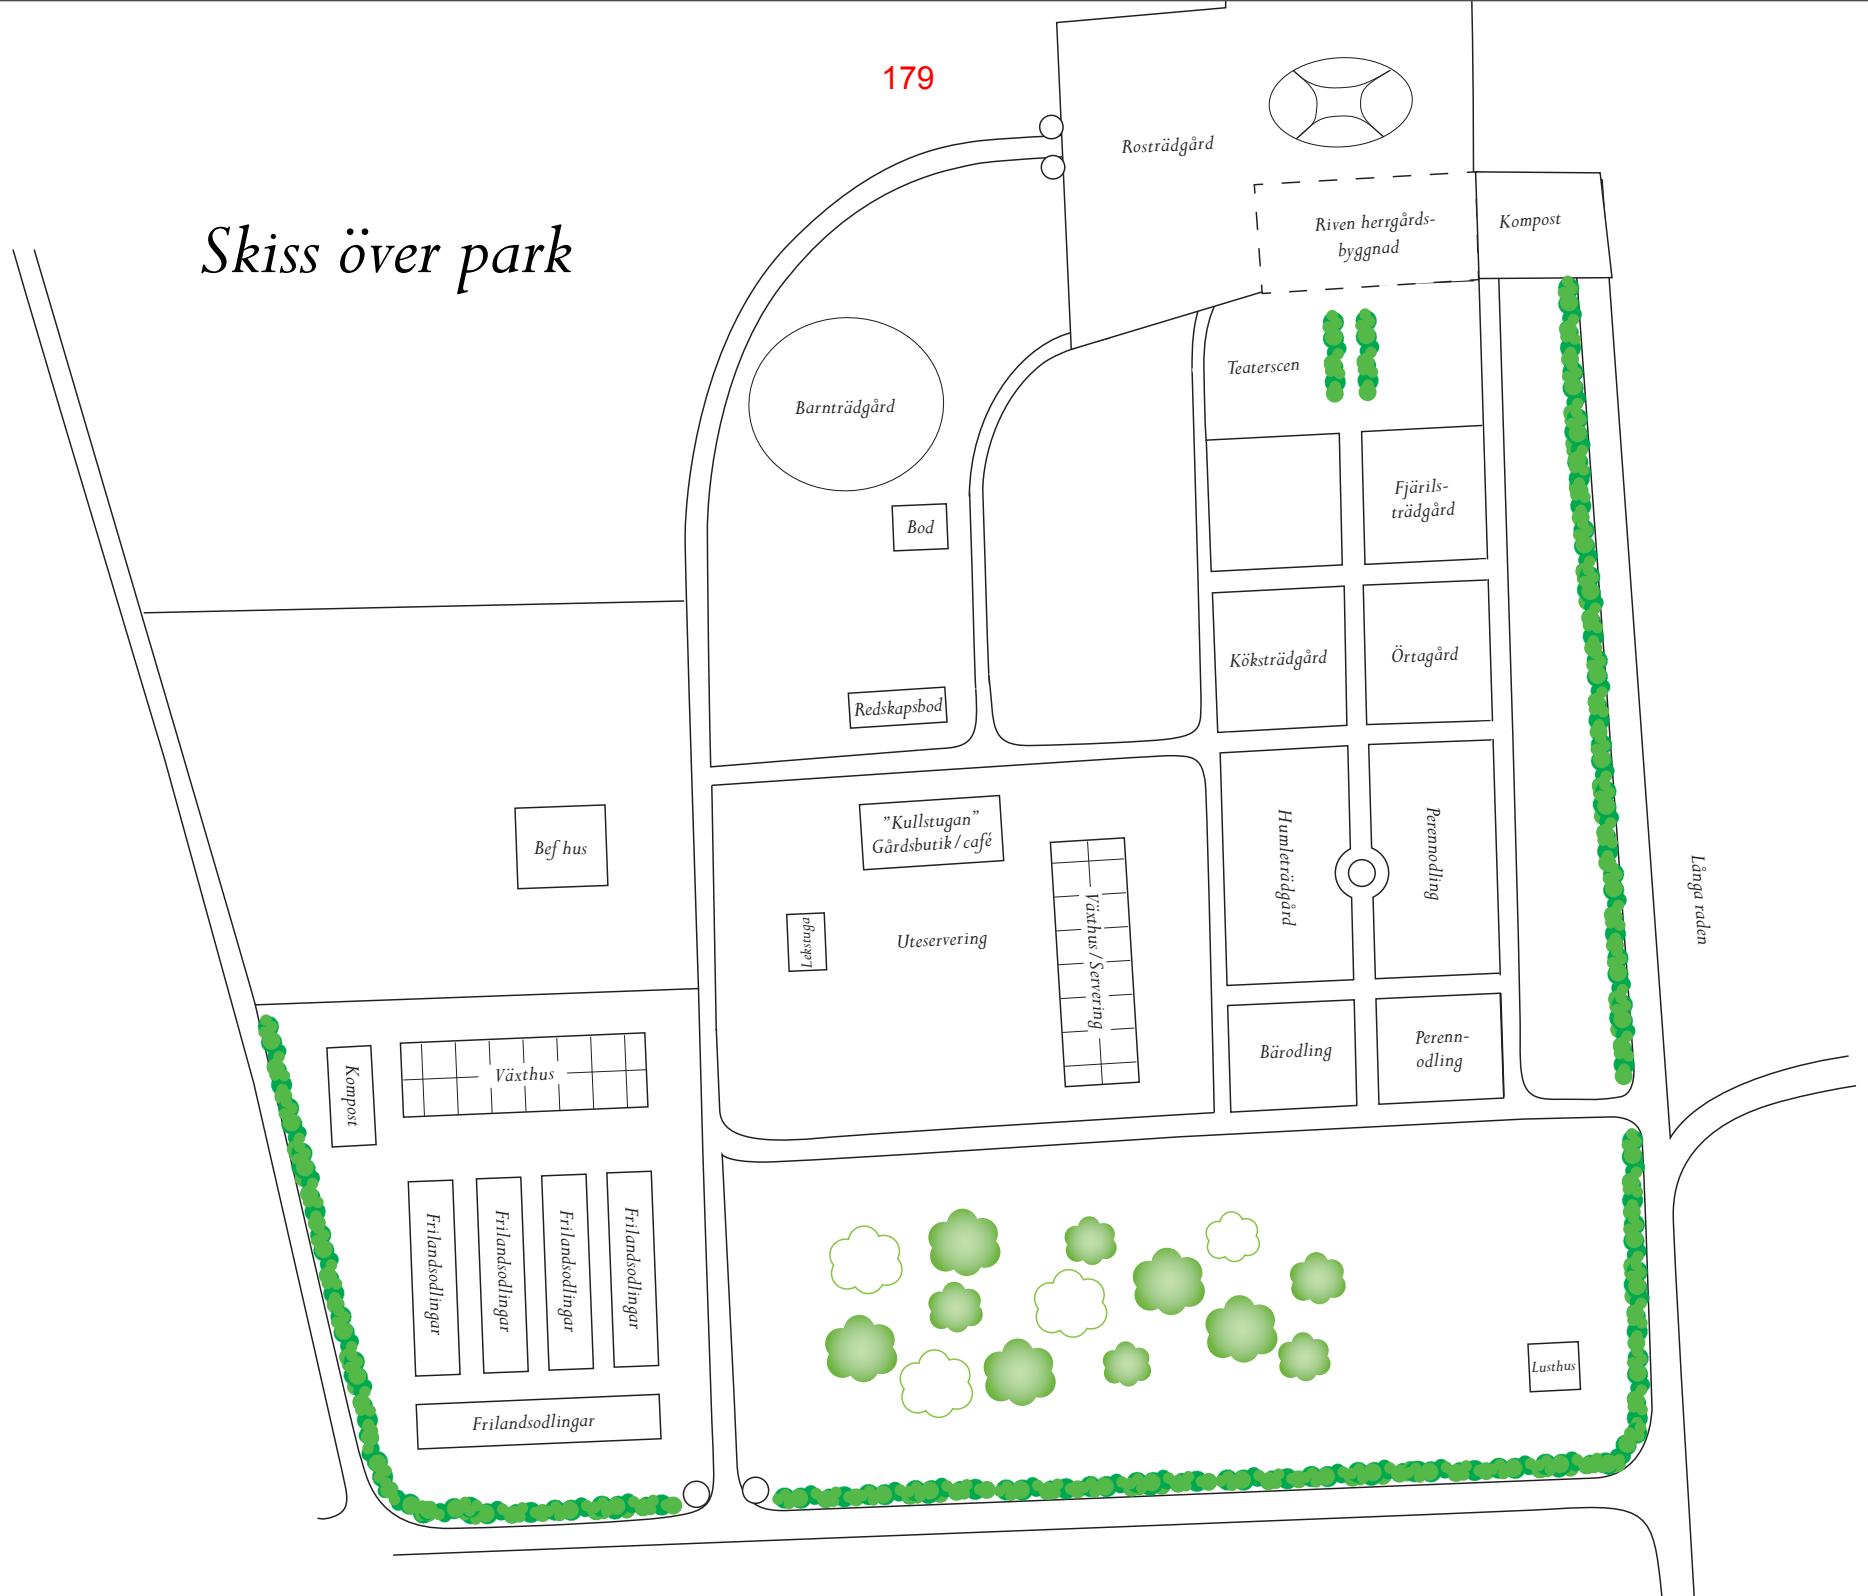 179
Rosträdgård
Riven herrgårds-
byggnad
Kompost
Skiss över park
Teaterscen
Barnträdgård
Fjärils-
trädgård
Bod
Köksträdgård
Örtagård
Redskapsbod
”Kullstugan”
Gårdsbutik/café
Bef hus
Humleträdgård
Perennodling
Långa raden
Lekstuga
Uteservering
Växthus/Servering
Bärodling
Perenn-
odling
Kompost
Växthus
Frilandsodlingar
Frilandsodlingar
Frilandsodlingar
Frilandsodlingar
Lusthus
Frilandsodlingar